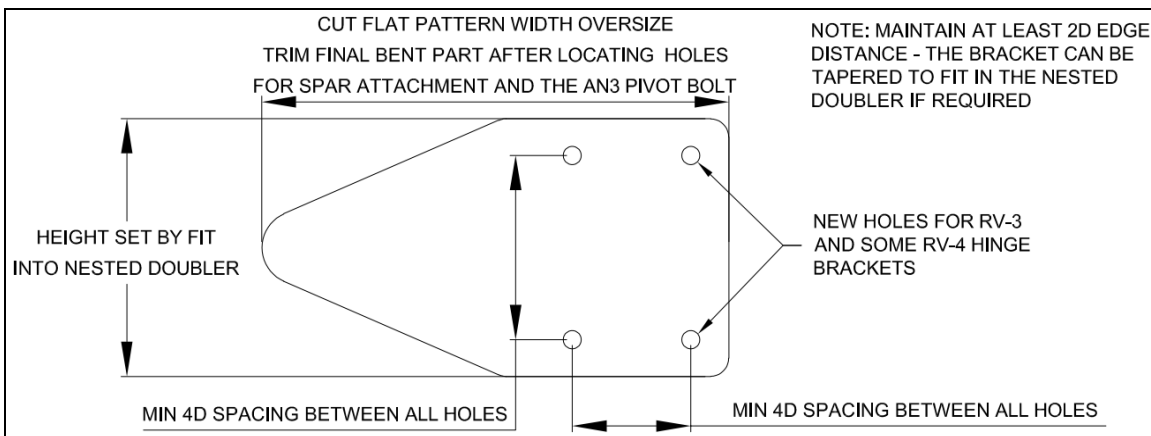 CUT FLAT PATTERN WIDTH OVERSIZE
TRIM FINAL BENT PART AFTER LOCATING HOLES
FOR SPAR ATTACHMENT AND THE AN3 PIVOT BOLT
NOTE: MAINTAIN AT LEAST 2D EDGE
DISTANCE - THE BRACKET CAN BE
TAPERED TO FIT IN THE NESTED
DOUBLER IF REQUIRED
HEIGHT SET BY FIT
INTO NESTED DOUBLER
NEW HOLES FOR RV-3
AND SOME RV-4 HINGE
BRACKETS
MIN 4D SPACING BETWEEN ALL HOLES
MIN 4D SPACING BETWEEN ALL HOLES